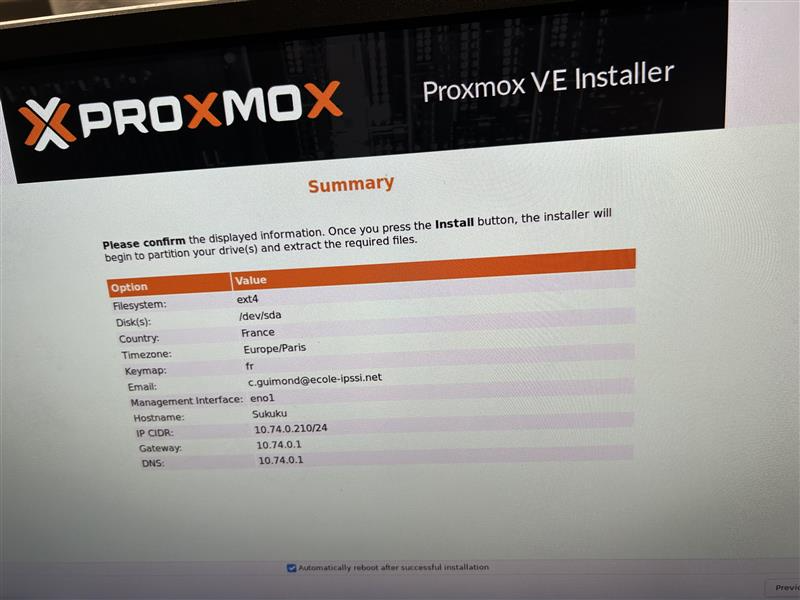 PROXMOX
Proxmox VE Installer
Summary
Please confirm the displayed information. Once you press the Install button, the installer will
begin to partition your drive(s) and extract the required files.
Option Value
Filesystem: ext4
Disk(s): /dev/sda
Country: France
Timezone: Europe/Paris
Keymap: fr
Email: c.guimond@ecole-ipssi.net
Management Interface: eno1
Hostname: Sukuku
IP CIDR: 10.74.0.210/24
Gateway: 10.74.0.1
DNS: 10.74.0.1
Automatically reboot after successful installation